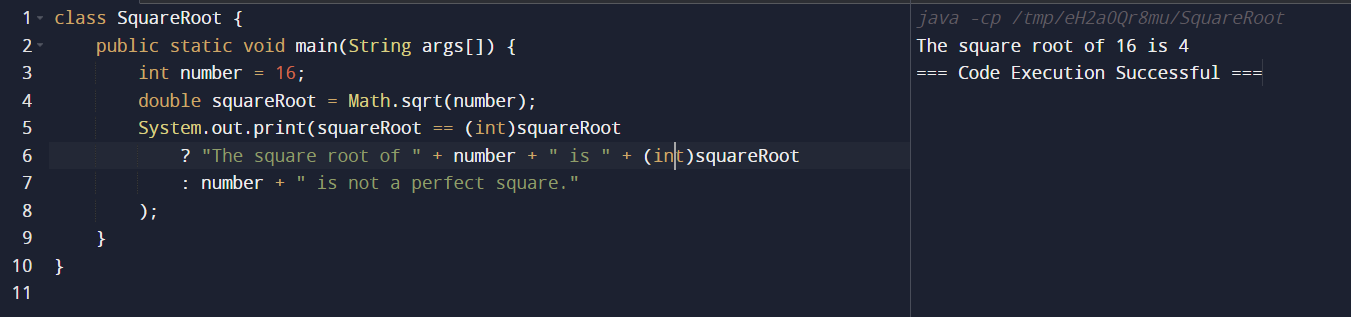 1 class SquareRoot {
2     public static void main(String args[]) {
3         int number = 16;
4         double squareRoot = Math.sqrt(number);
5         System.out.print(squareRoot == (int)squareRoot
6             ? "The square root of " + number + " is " + (int)squareRoot
7             : number + " is not a perfect square."
8         );
9     }
10 }
11
java -cp /tmp/eH2aOQr8mu/SquareRoot
The square root of 16 is 4
=== Code Execution Successful ===